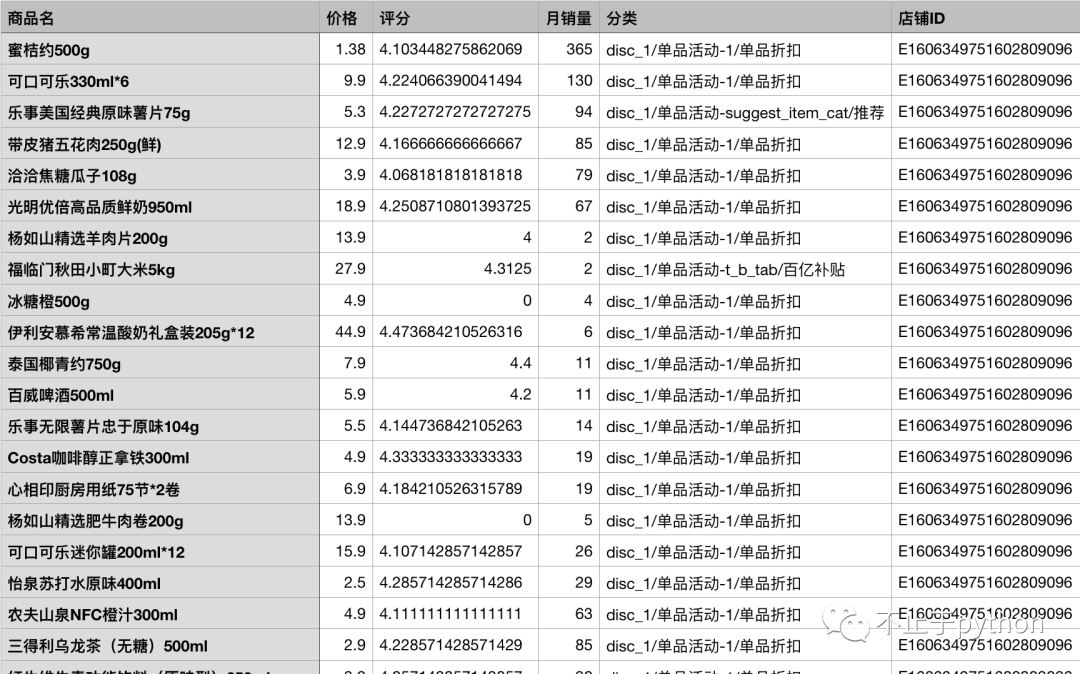 商品名 价格 评分 月销量 分类 店铺ID
蜜桔约500g 1.38 4.103448275862069 365 disc_1/单品活动-1/单品折扣 E16063497516028​09096
可口可乐330ml*6 9.9 4.224066390041494 130 disc_1/单品活动-1/单品折扣 E1606349751602809096
乐事美国经典原味薯片75g 5.3 4.2272727272727275 94 disc_1/单品活动-suggest_item_cat/推荐 E1606349751602809096
带皮猪五花肉250g(鲜) 12.9 4.166666666666667 85 disc_1/单品活动-1/单品折扣 E1606349751602809096
洽洽焦糖瓜子108g 3.9 4.068181818181818 79 disc_1/单品活动-1/单品折扣 E1606349751602809096
光明优倍高品质鲜奶950ml 18.9 4.2508710801393725 67 disc_1/单品活动-1/单品折扣 E1606349751602809096
杨如山精选羊肉片200g 13.9 4 2 disc_1/单品活动-1/单品折扣 E1606349751602809096
福临门秋田小町大米5kg 27.9 4.3125 2 disc_1/单品活动-t_b_tab/百亿补贴 E1606349751602809096
冰糖橙500g 4.9 0 4 disc_1/单品活动-1/单品折扣 E1606349751602809096
伊利安慕希常温酸奶礼盒装205g*12 44.9 4.473684210526316 6 disc_1/单品活动-1/单品折扣 E1606349751602809096
泰国椰青约750g 7.9 4.4 11 disc_1/单品活动-1/单品折扣 E1606349751602809096
百威啤酒500ml 5.9 4.2 11 disc_1/单品活动-1/单品折扣 E1606349751602809096
乐事无限薯片忠于原味104g 5.5 4.144736842105263 14 disc_1/单品活动-1/单品折扣 E1606349751602809096
Costa咖啡醇正拿铁300ml 4.9 4.333333333333333 19 disc_1/单品活动-1/单品折扣 E1606349751602809096
心相印厨房用纸75节*2卷 6.9 4.184210526315789 19 disc_1/单品活动-1/单品折扣 E1606349751602809096
杨如山精选肥牛肉卷200g 13.9 0 5 disc_1/单品活动-1/单品折扣 E1606349751602809096
可口可乐迷你罐200ml*12 15.9 4.107142857142857 26 disc_1/单品活动-1/单品折扣 E1606349751602809096
怡泉苏打水原味400ml 2.5 4.285714285714286 29 disc_1/单品活动-1/单品折扣 E1606349751602809096
农夫山泉NFC橙汁300ml 4.9 4.111111111111111 63 disc_1/单品活动-1/单品折扣 E1606349751602809096
不止于python
三得利乌龙茶（无糖）500ml 2.9 4.228571428571429 85 disc_1/单品活动-1/单品折扣 E1606349751602809096